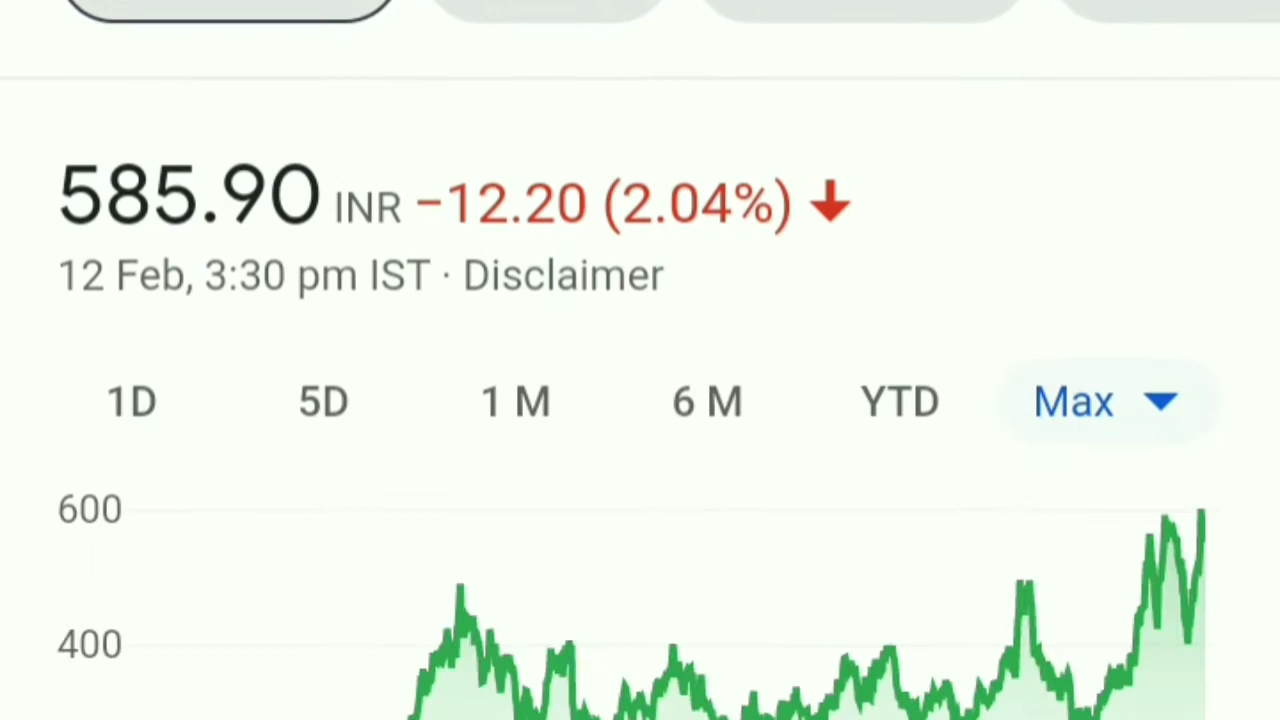 585.90 INR −12.20 (2.04%)
12 Feb, 3:30 pm IST · Disclaimer
1D 5D 1 M 6 M YTD Max
600
400